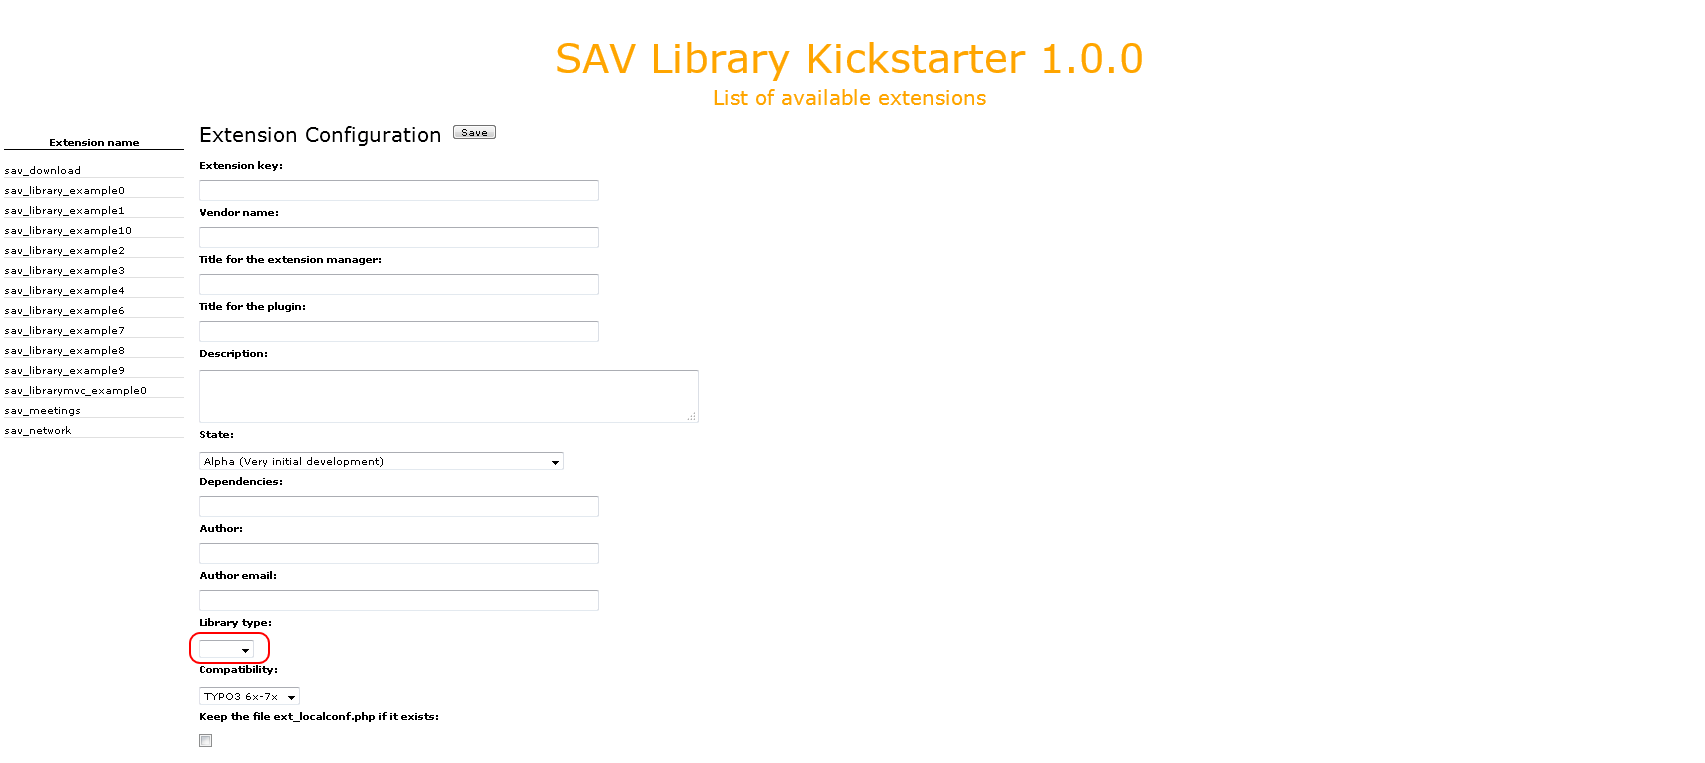 SAV Library Kickstarter 1.0.0
List of available extensions
Extension name
sav_download
sav_library_example0
sav_library_example1
sav_library_example10
sav_library_example2
sav_library_example3
sav_library_example4
sav_library_example6
sav_library_example7
sav_library_example8
sav_library_example9
sav_librarymvc_example0
sav_meetings
sav_network
Extension Configuration Save
Extension key:
Vendor name:
Title for the extension manager:
Title for the plugin:
Description:
State:
Alpha (Very initial development)
Dependencies:
Author:
Author email:
Library type:
Compatibility:
TYPO3 6x-7x
Keep the file ext_localconf.php if it exists: